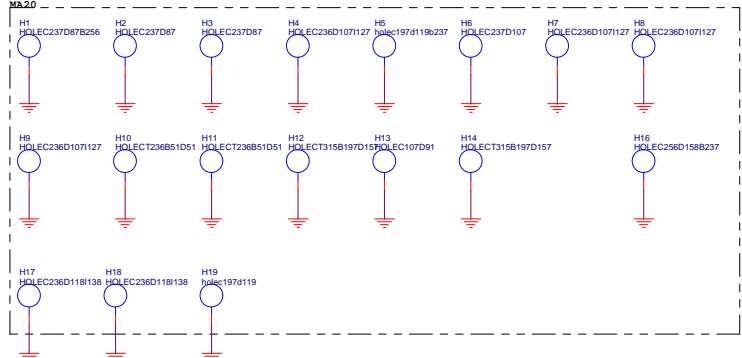 MA20
H1 H2 H3 H4 H5 H6 H7 H8
HOLEC237D87B256 HOLEC237D87 HOLEC237D87 HOLEC236D107I127 holec197d119b237 HOLEC237D107 HOLEC236D107I127 HOLEC236D107I127
H9 H10 H11 H12 H13 H14 H16
HOLEC236D107I127 HOLECT236B51D51 HOLECT236B51D51 HOLECT315B197D157 HOLEC107D91 HOLECT315B197D157 HOLEC256D158B237
H17 H18 H19
HOLEC236D118I138 HOLEC236D118I138 holec197d119